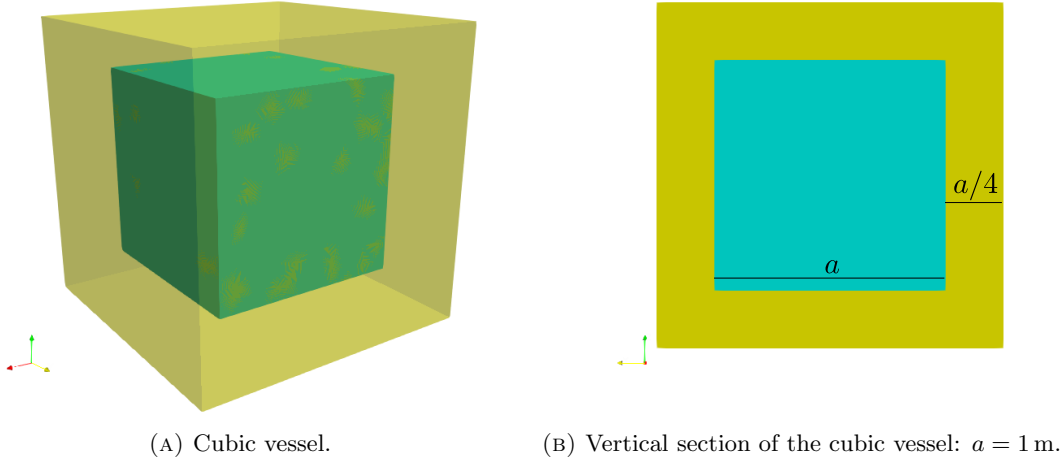 a/4
a
(A) Cubic vessel.
(B) Vertical section of the cubic vessel: a = 1 m.